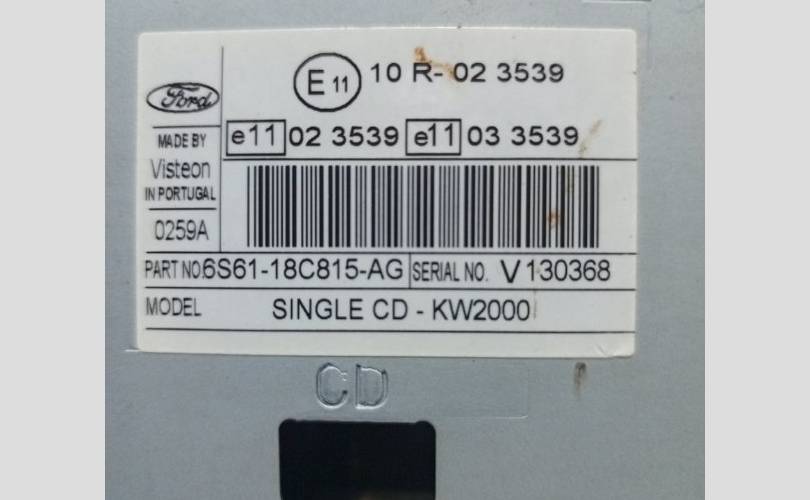 E 11 10 R- 02 3539
Ford
e11 02 3539 e11 03 3539
MADE BY
Visteon
IN PORTUGAL
0259A
PART NO. 6S61-18C815-AG SERIAL NO. V130368
MODEL SINGLE CD - KW2000
CD